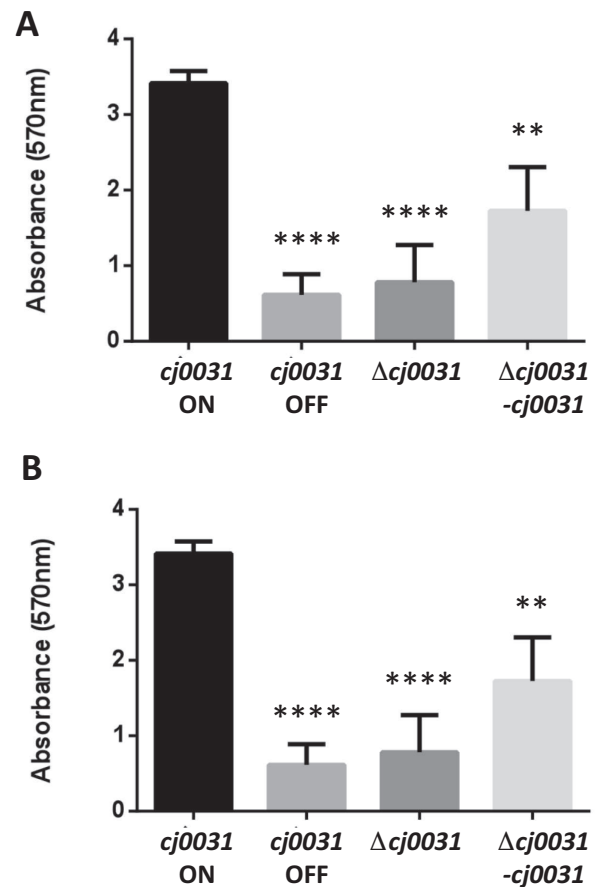 A
Absorbance (570nm)
4
3
2
1
0
****
****
**
cj0031 cj0031 Δcj0031 Δcj0031
ON OFF -cj0031
B
Absorbance (570nm)
4
3
2
1
0
****
****
**
cj0031 cj0031 Δcj0031 Δcj0031
ON OFF -cj0031